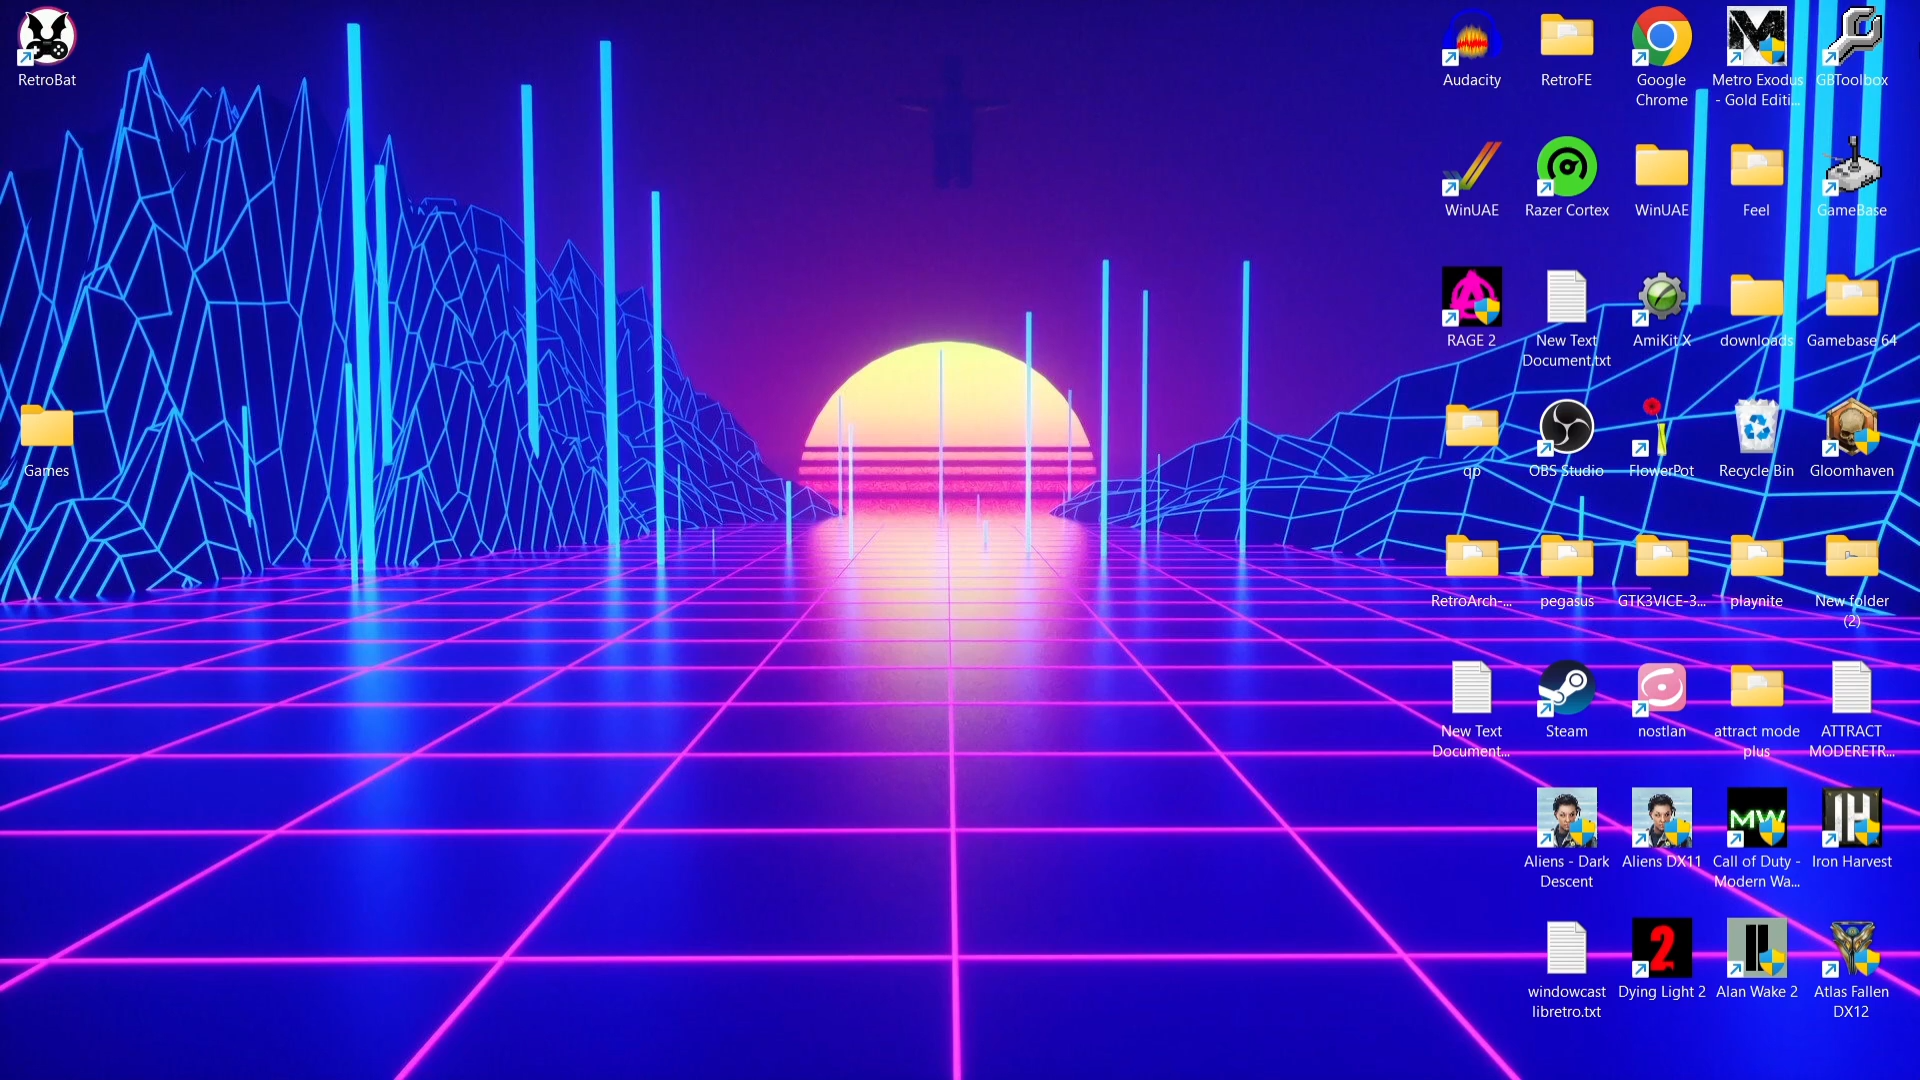 RetroBat
Audacity
RetroFE
Google
Chrome
Metro Exodus
- Gold Editi...
GBToolbox
WinUAE
Razer Cortex
WinUAE
Feel
GameBase
RAGE 2
New Text
Document.txt
AmiKit X
downloads
Gamebase 64
Games
qp
OBS Studio
FlowerPot
Recycle Bin
Gloomhaven
RetroArch-...
pegasus
GTK3VICE-3...
playnite
New folder
(2)
New Text
Document...
Steam
nostlan
attract mode
plus
ATTRACT
MODERETR...
MW
IH
Aliens - Dark
Descent
Aliens DX11
Call of Duty -
Modern Wa...
Iron Harvest
2
windowcast
libretro.txt
Dying Light 2
Alan Wake 2
Atlas Fallen
DX12